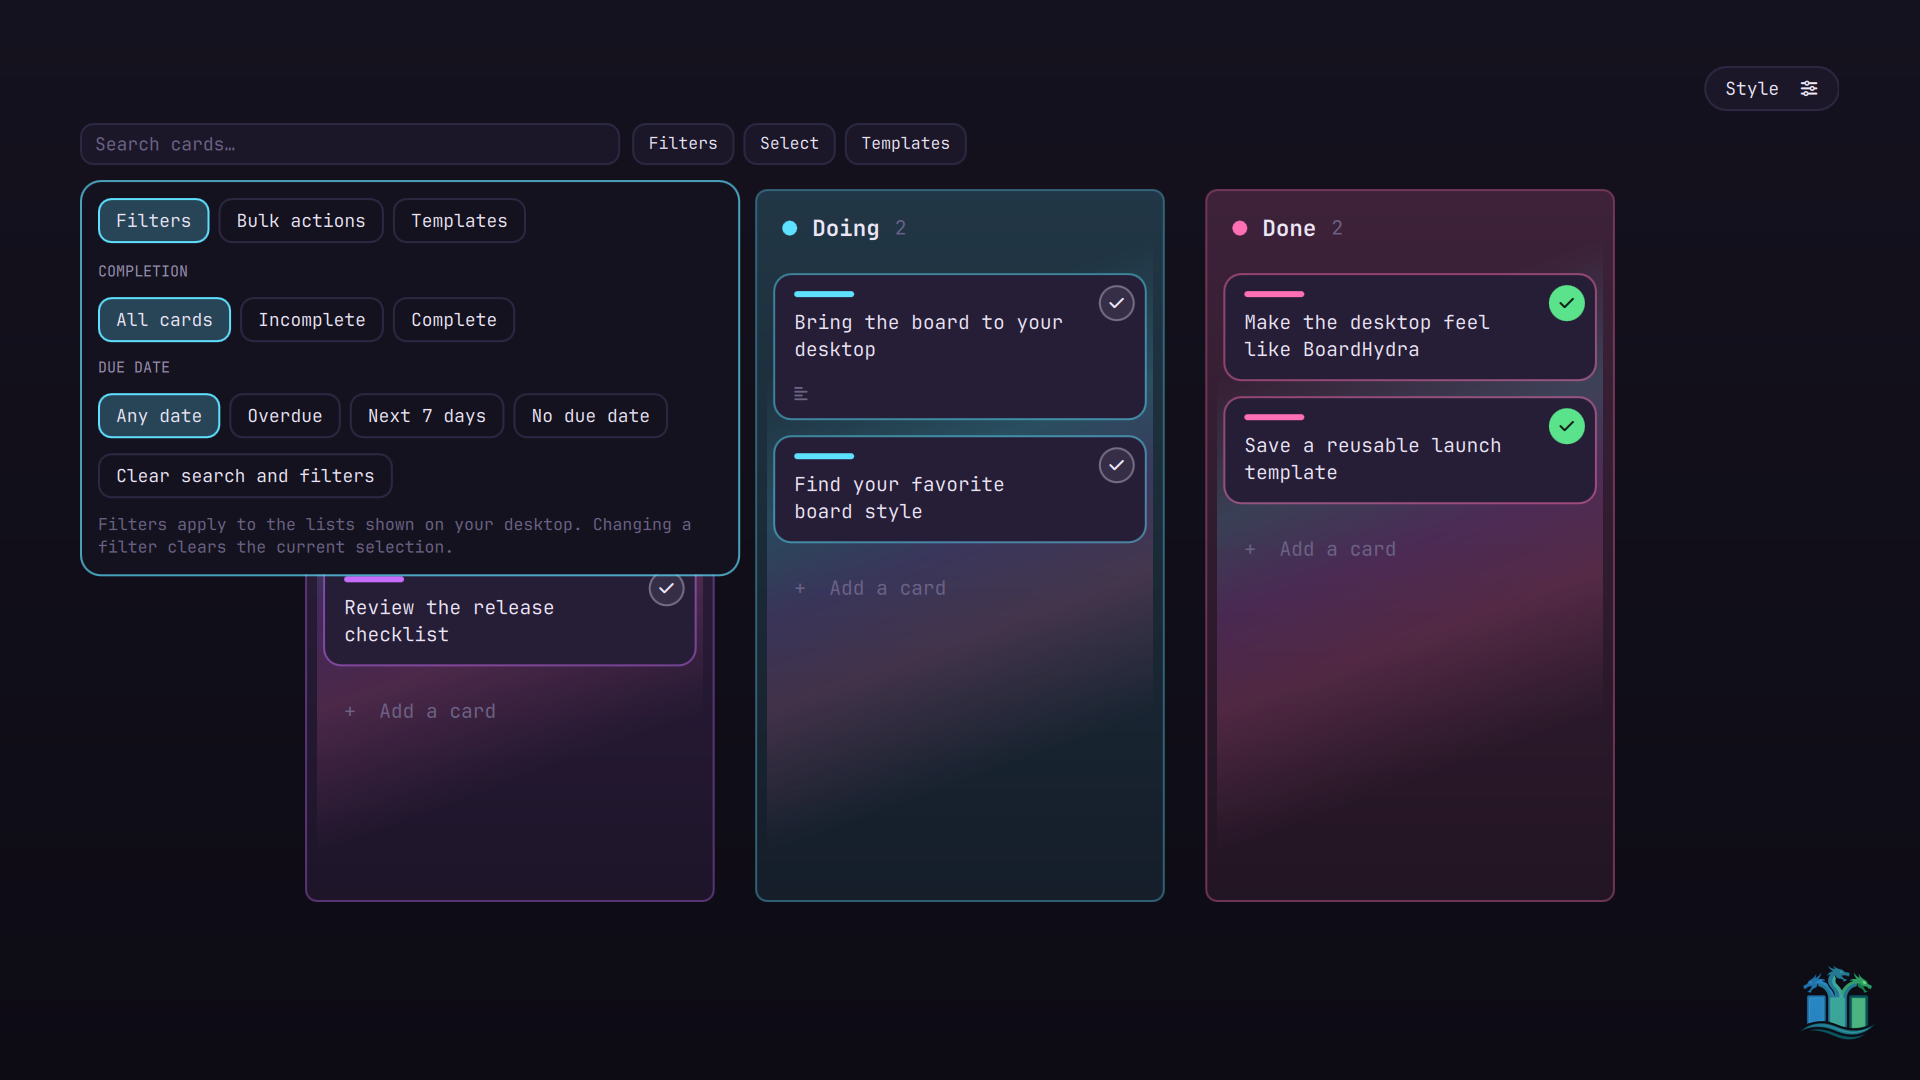 Style
Search cards…
Filters
Select
Templates
Filters
Bulk actions
Templates
COMPLETION
All cards
Incomplete
Complete
DUE DATE
Any date
Overdue
Next 7 days
No due date
Clear search and filters
Filters apply to the lists shown on your desktop. Changing a
filter clears the current selection.
Review the release
checklist
+ Add a card
Doing 2
Bring the board to your
desktop
Find your favorite
board style
+ Add a card
Done 2
Make the desktop feel
like BoardHydra
Save a reusable launch
template
+ Add a card